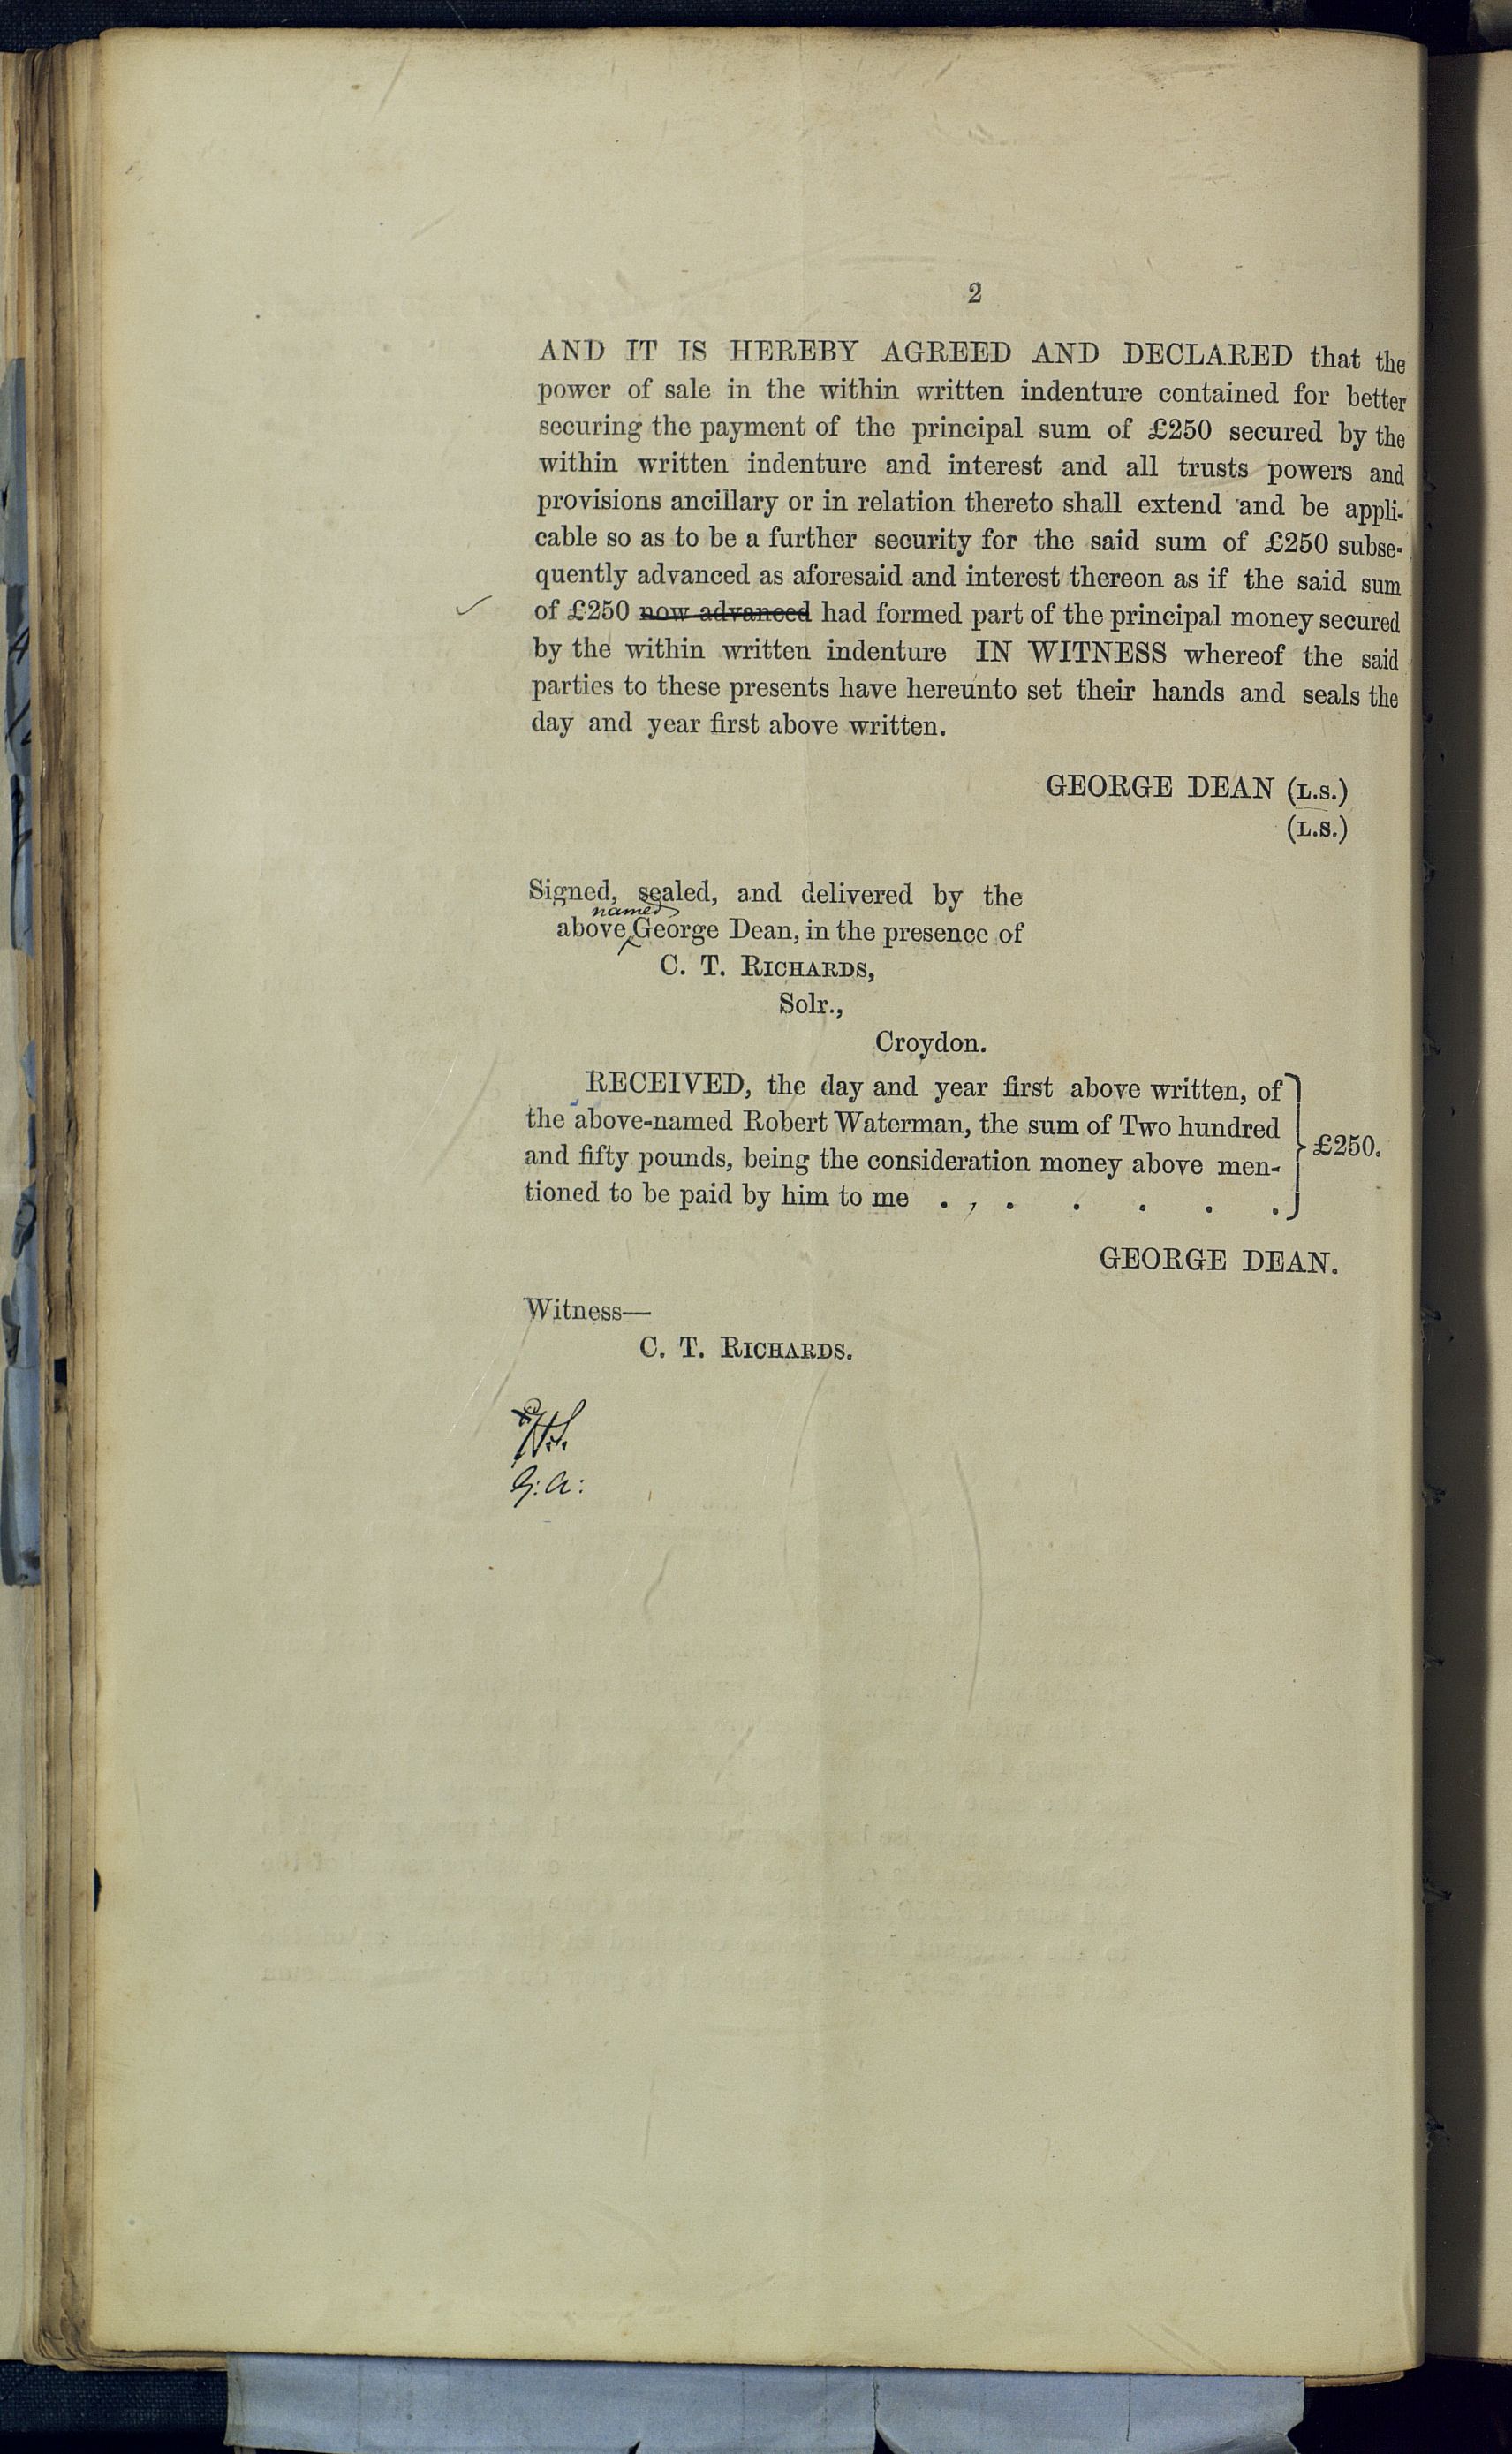 2
AND IT IS HEREBY AGREED AND DECLARED that the
power of sale in the within written indenture contained for better
securing the payment of the principal sum of £250 secured by the
within written indenture and interest and all trusts powers and
provisions ancillary or in relation thereto shall extend and be appli-
cable so as to be a further security for the said sum of £250 subse-
quently advanced as aforesaid and interest thereon as if the said sum
of £250 now advanced had formed part of the principal money secured
by the within written indenture IN WITNESS whereof the said
parties to these presents have hereunto set their hands and seals the
day and year first above written.
GEORGE DEAN (L.S.)
(L.S.)
Signed, sealed, and delivered by the
named
above George Dean, in the presence of
C. T. RICHARDS,
Solr.,
Croydon.
RECEIVED, the day and year first above written, of
the above-named Robert Waterman, the sum of Two hundred
and fifty pounds, being the consideration money above men-
tioned to be paid by him to me . , . . . . .
£250.
GEORGE DEAN.
Witness—
C. T. RICHARDS.
G. A: